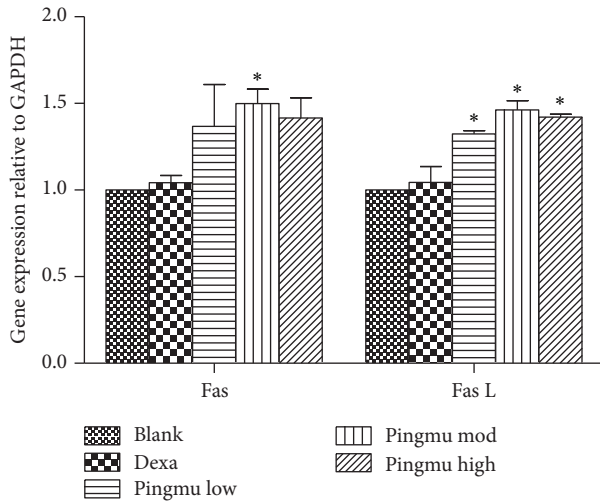 Gene expression relative to GAPDH
2.0
1.5
1.0
0.5
0.0
*
* * *
Fas Fas L
Blank
Dexa
Pingmu low
Pingmu mod
Pingmu high